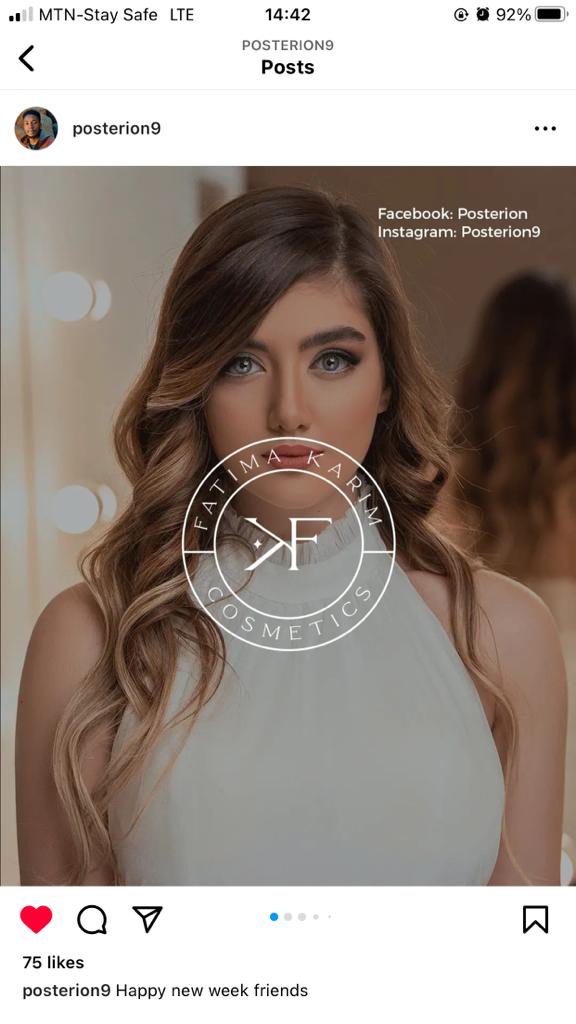 MTN-Stay Safe LTE 14:42 92%
POSTERION9
Posts
posterion9
Facebook: Posterion
Instagram: Posterion9
FATIMA KARIM
KF
COSMETICS
75 likes
posterion9 Happy new week friends